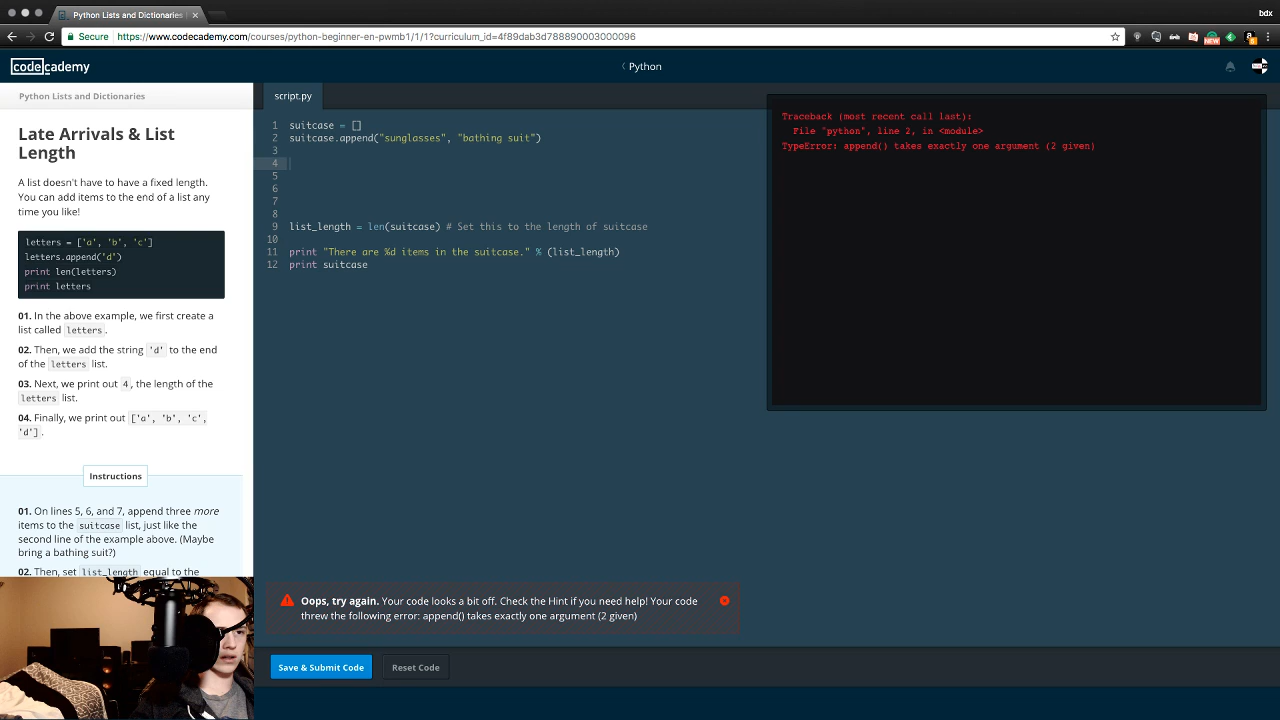 Python Lists and Dictionaries
bdx
Secure
https://www.codecademy.com/courses/python-beginner-en-pwmb1/1/1?curriculum_id=4f89dab3d788890003000096
NEW
codecademy
Python
Python Lists and Dictionaries
Late Arrivals & List
Length
A list doesn't have to have a fixed length.
You can add items to the end of a list any
time you like!
letters = ['a', 'b', 'c']
letters.append('d')
print len(letters)
print letters
01. In the above example, we first create a
list called letters.
02. Then, we add the string 'd' to the end
of the letters list.
03. Next, we print out 4, the length of the
letters list.
04. Finally, we print out ['a', 'b', 'c',
'd'].
Instructions
01. On lines 5, 6, and 7, append three more
items to the suitcase list, just like the
second line of the example above. (Maybe
bring a bathing suit?)
02. Then, set list_length equal to the
script.py
1 suitcase = []
2 suitcase.append("sunglasses", "bathing suit")
3
4
5
6
7
8
9 list_length = len(suitcase) # Set this to the length of suitcase
10
11 print "There are %d items in the suitcase." % (list_length)
12 print suitcase
Traceback (most recent call last):
File "python", line 2, in <module>
TypeError: append() takes exactly one argument (2 given)
Oops, try again. Your code looks a bit off. Check the Hint if you need help! Your code
threw the following error: append() takes exactly one argument (2 given)
Save & Submit Code
Reset Code